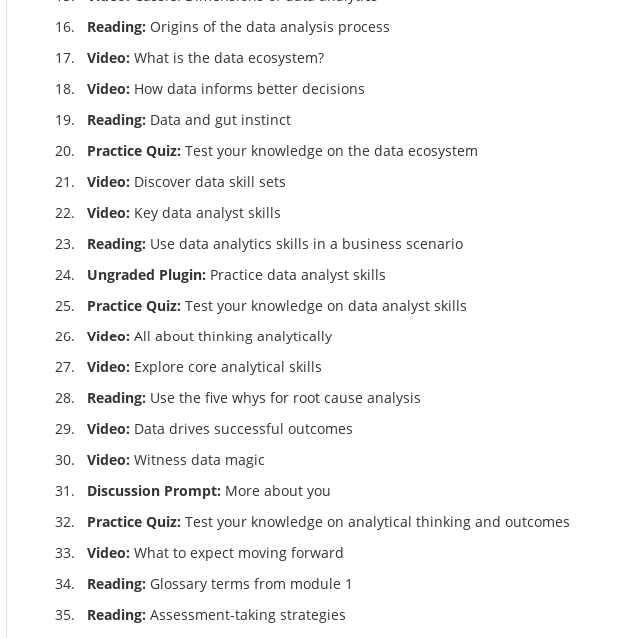 16. Reading: Origins of the data analysis process
17. Video: What is the data ecosystem?
18. Video: How data informs better decisions
19. Reading: Data and gut instinct
20. Practice Quiz: Test your knowledge on the data ecosystem
21. Video: Discover data skill sets
22. Video: Key data analyst skills
23. Reading: Use data analytics skills in a business scenario
24. Ungraded Plugin: Practice data analyst skills
25. Practice Quiz: Test your knowledge on data analyst skills
26. Video: All about thinking analytically
27. Video: Explore core analytical skills
28. Reading: Use the five whys for root cause analysis
29. Video: Data drives successful outcomes
30. Video: Witness data magic
31. Discussion Prompt: More about you
32. Practice Quiz: Test your knowledge on analytical thinking and outcomes
33. Video: What to expect moving forward
34. Reading: Glossary terms from module 1
35. Reading: Assessment-taking strategies